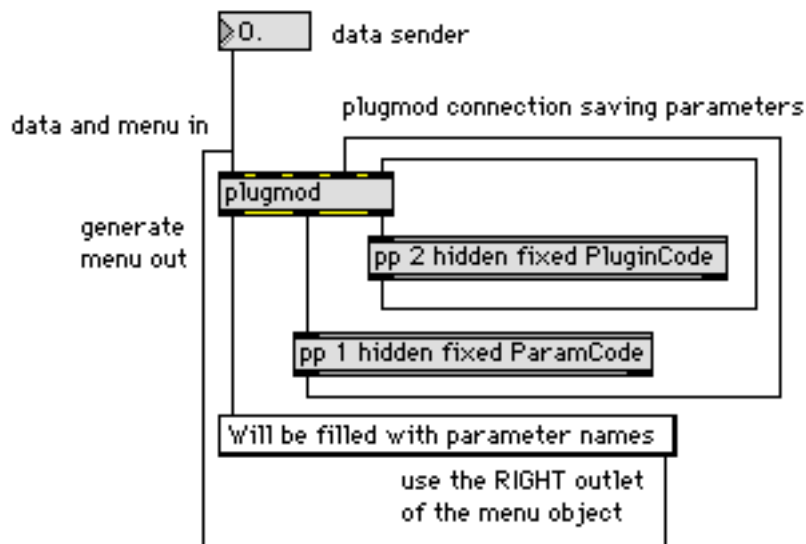 0.
data sender
plugmod connection saving parameters
data and menu in
plugmod
generate
menu out
pp 2 hidden fixed PluginCode
pp 1 hidden fixed ParamCode
Will be filled with parameter names
use the RIGHT outlet
of the menu object